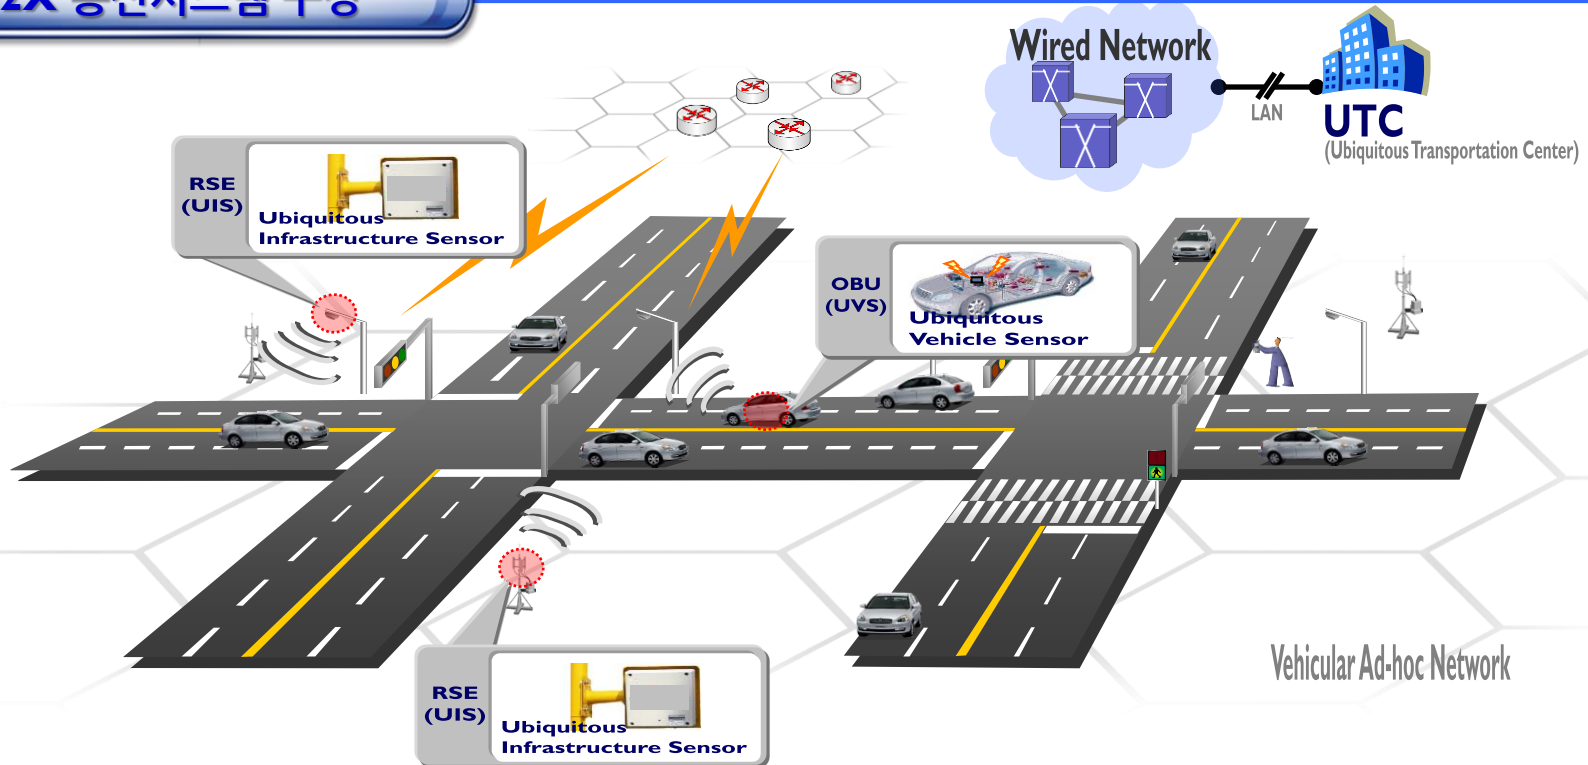 Wired Network
LAN
UTC
(Ubiquitous Transportation Center)
RSE
(UIS)
Ubiquitous
Infrastructure Sensor
OBU
(UVS)
Ubiquitous
Vehicle Sensor
RSE
(UIS)
Ubiquitous
Infrastructure Sensor
Vehicular Ad-hoc Network